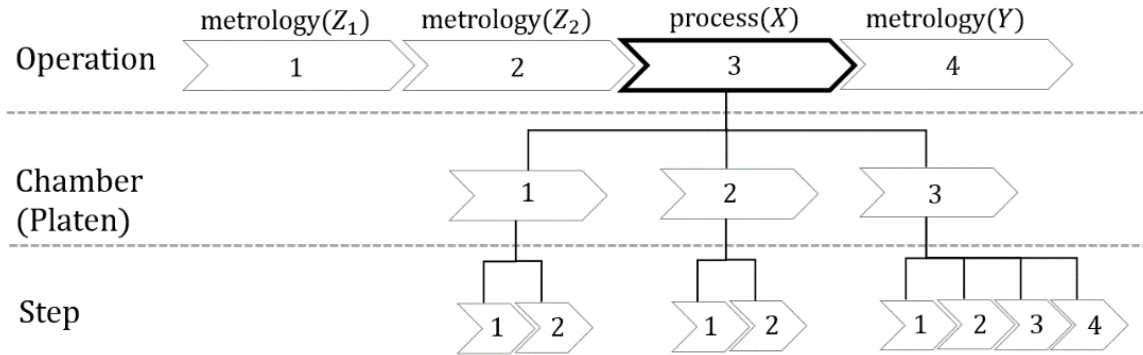 metrology(Z₁) metrology(Z₂) process(X) metrology(Y)
Operation 1 2 3 4
Chamber
(Platen) 1 2 3
Step 1 2 1 2 1 2 3 4